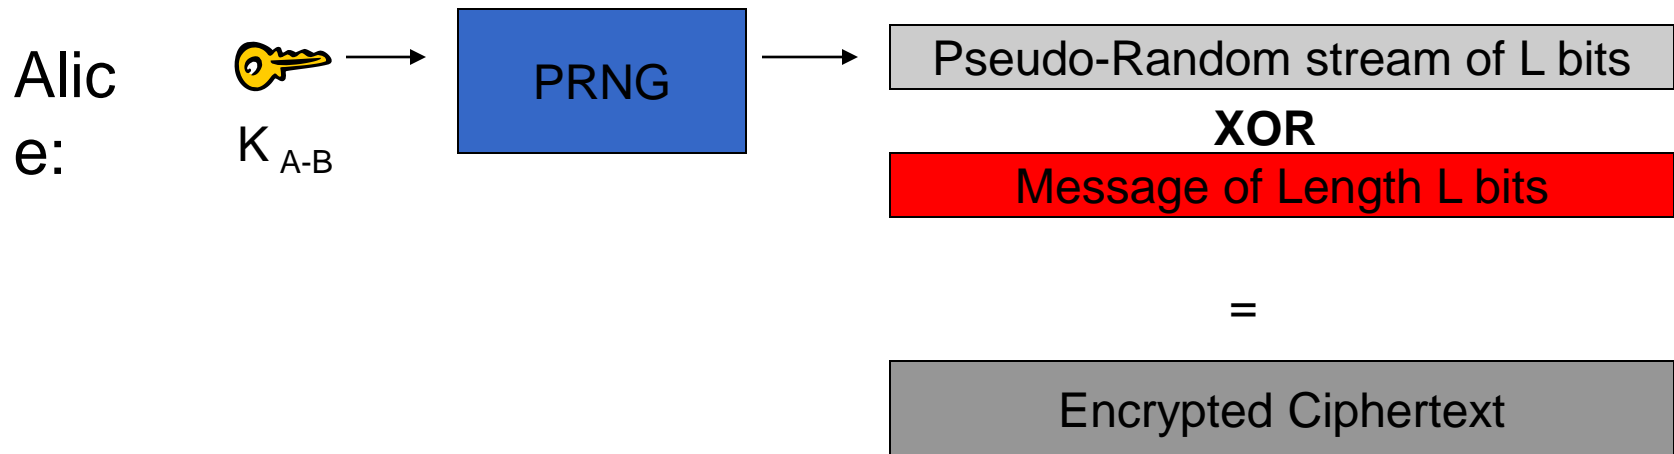 Alic
e:
K A-B
PRNG
Pseudo-Random stream of L bits
XOR
Message of Length L bits
=
Encrypted Ciphertext